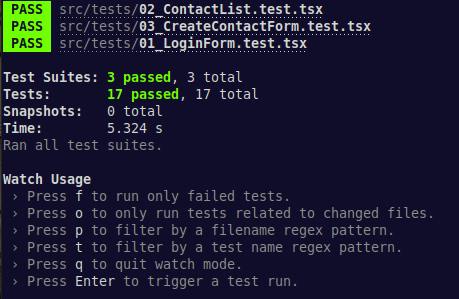 PASS src/tests/02_ContactList.test.tsx
PASS src/tests/03_CreateContactForm.test.tsx
PASS src/tests/01_LoginForm.test.tsx
Test Suites: 3 passed, 3 total
Tests: 17 passed, 17 total
Snapshots: 0 total
Time: 5.324 s
Ran all test suites.
Watch Usage
› Press f to run only failed tests.
› Press o to only run tests related to changed files.
› Press p to filter by a filename regex pattern.
› Press t to filter by a test name regex pattern.
› Press q to quit watch mode.
› Press Enter to trigger a test run.